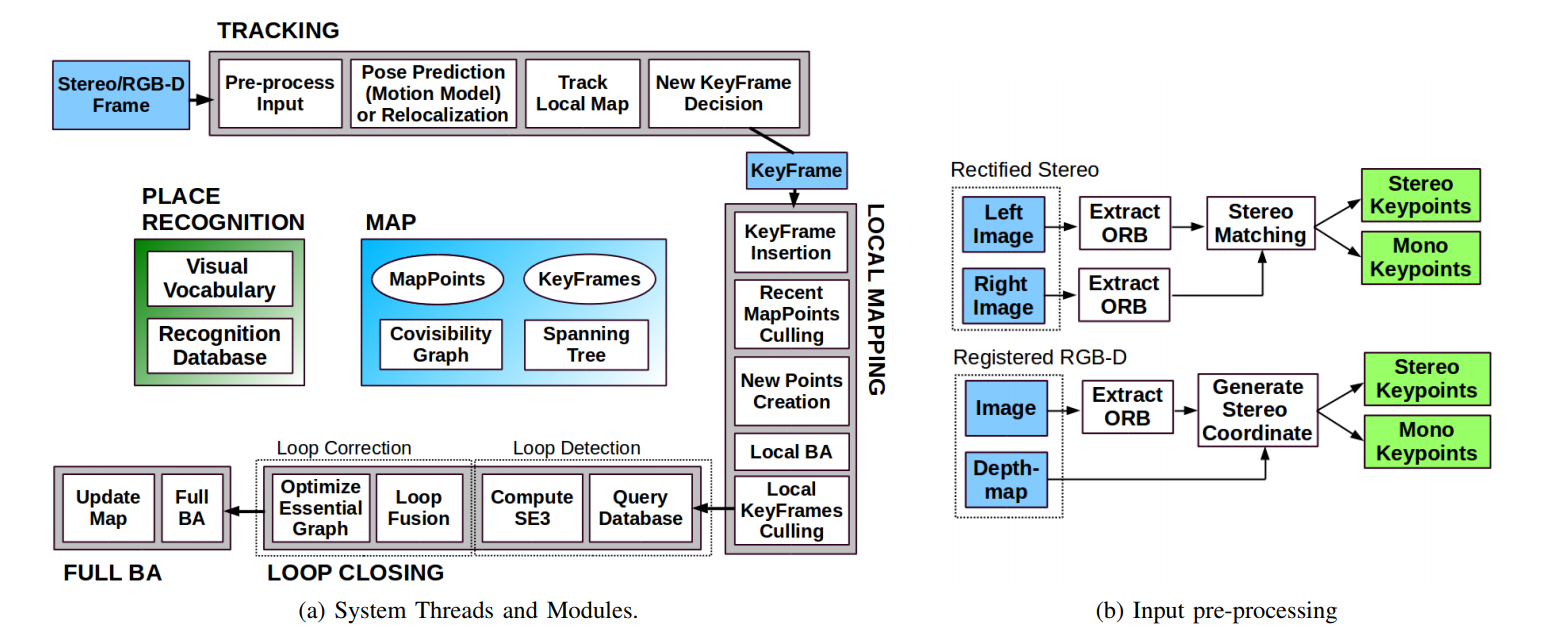 TRACKING
Stereo/RGB-D
Frame
Pre-process
Input
Pose Prediction
(Motion Model)
or Relocalization
Track
Local Map
New KeyFrame
Decision
KeyFrame
PLACE
RECOGNITION
Visual
Vocabulary
Recognition
Database
MAP
MapPoints
KeyFrames
Covisibility
Graph
Spanning
Tree
LOCAL MAPPING
KeyFrame
Insertion
Recent
MapPoints
Culling
New Points
Creation
Local BA
Local
KeyFrames
Culling
Loop Correction
Loop Detection
Update
Map
Full
BA
Optimize
Essential
Graph
Loop
Fusion
Compute
SE3
Query
Database
FULL BA
LOOP CLOSING
(a) System Threads and Modules.
Rectified Stereo
Left
Image
Extract
ORB
Stereo
Matching
Stereo
Keypoints
Mono
Keypoints
Right
Image
Extract
ORB
Registered RGB-D
Image
Extract
ORB
Generate
Stereo
Coordinate
Stereo
Keypoints
Mono
Keypoints
Depth-
map
(b) Input pre-processing